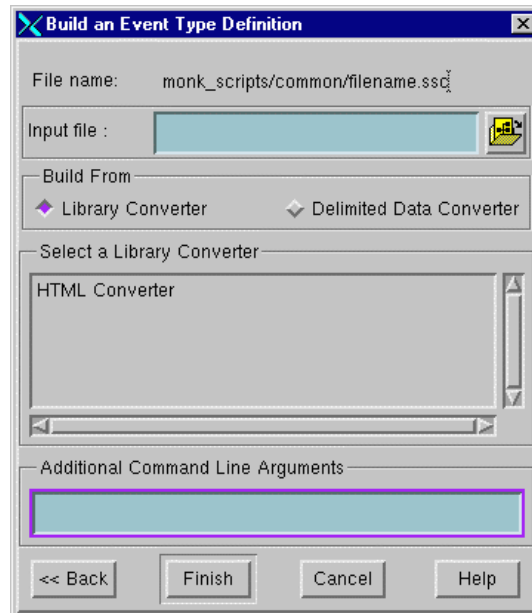 Build an Event Type Definition
File name: monk_scripts/common/filename.ssc
Input file :
Build From
Library Converter Delimited Data Converter
Select a Library Converter
HTML Converter
Additional Command Line Arguments
<< Back Finish Cancel Help